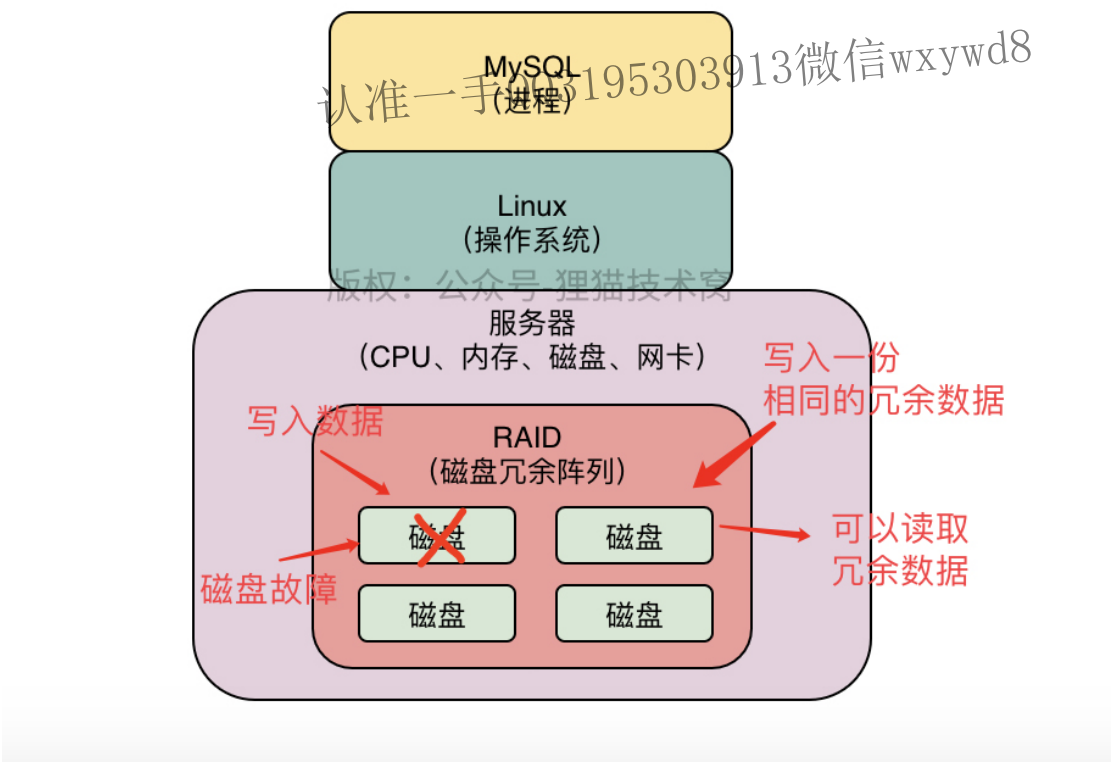 MySQL
（进程）
认准一手003195303913微信wxywd8
Linux
（操作系统）
版权：公众号-狸猫技术窝
服务器
（CPU、内存、磁盘、网卡）
写入一份
相同的冗余数据
写入数据
RAID
（磁盘冗余阵列）
磁盘
磁盘
可以读取
冗余数据
磁盘故障
磁盘
磁盘